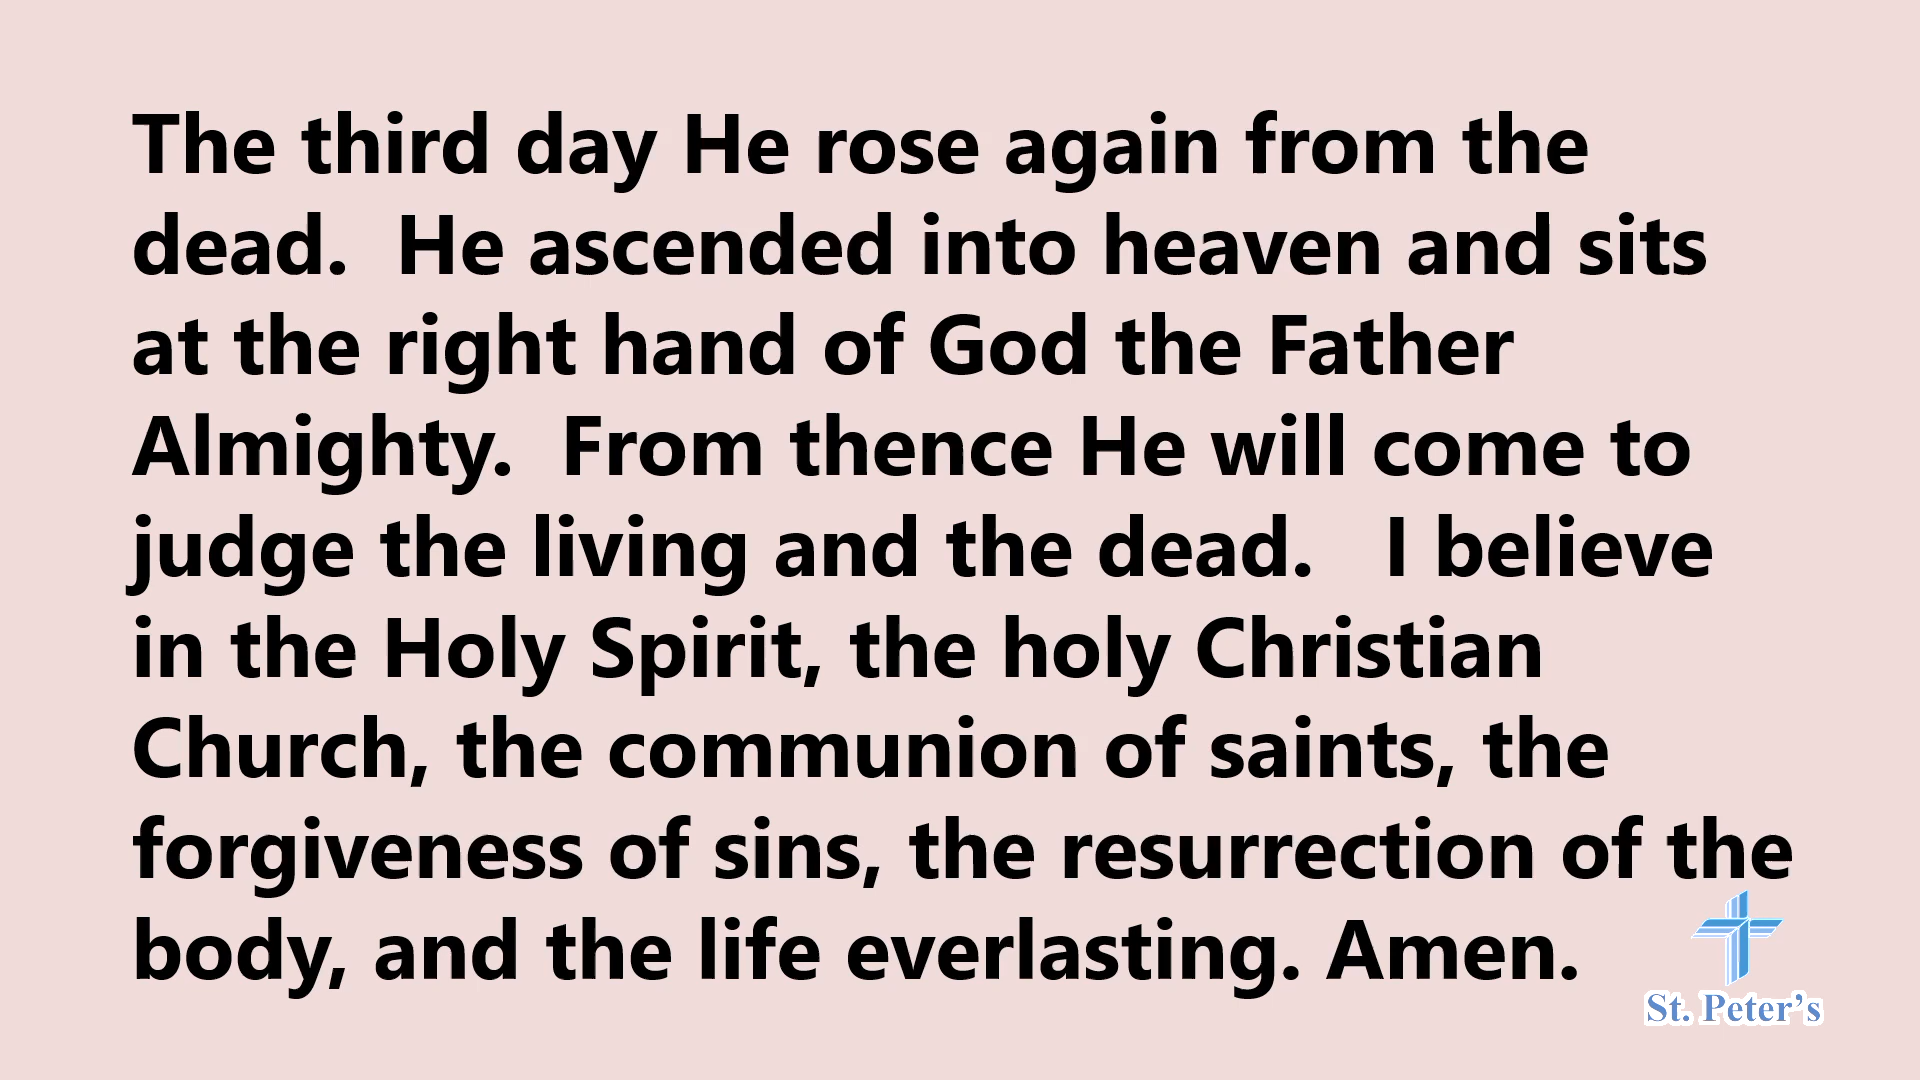 The third day He rose again from the
dead.  He ascended into heaven and sits
at the right hand of God the Father
Almighty.  From thence He will come to
judge the living and the dead.   I believe
in the Holy Spirit, the holy Christian
Church, the communion of saints, the
forgiveness of sins, the resurrection of the
body, and the life everlasting. Amen.
St. Peter’s